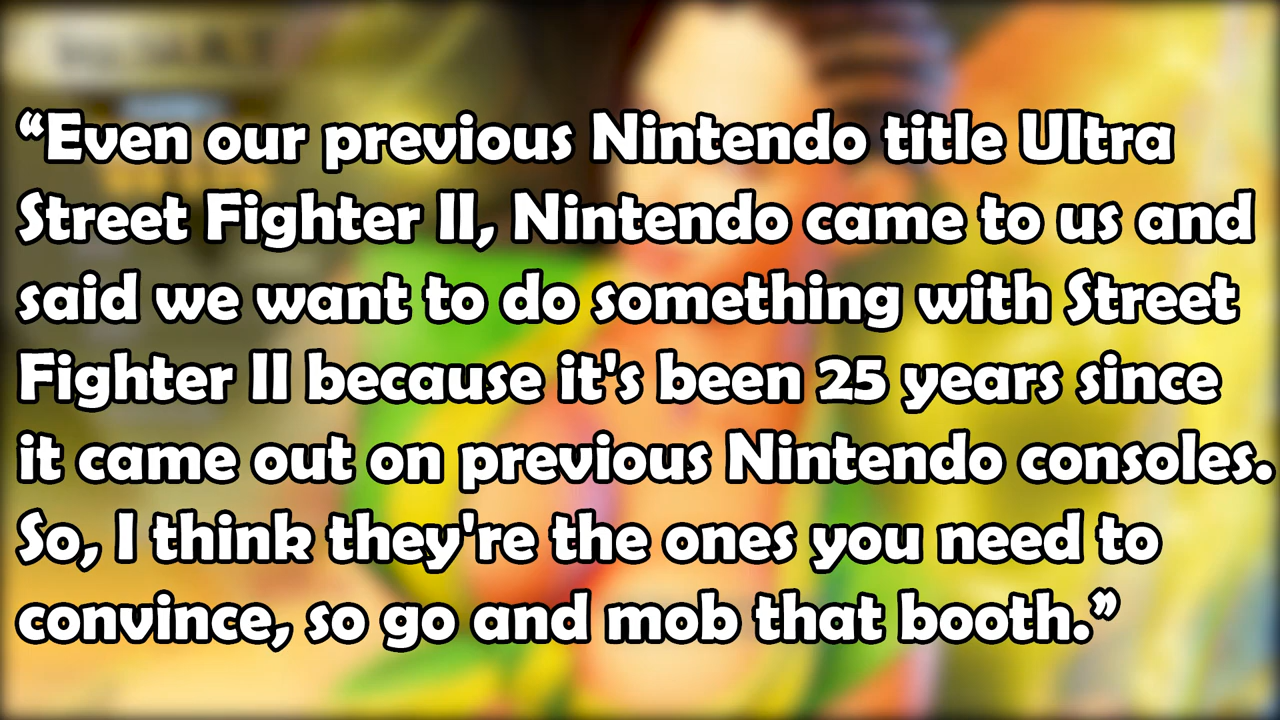 “Even our previous Nintendo title Ultra
Street Fighter II, Nintendo came to us and
said we want to do something with Street
Fighter II because it's been 25 years since
it came out on previous Nintendo consoles.
So, I think they're the ones you need to
convince, so go and mob that booth.”